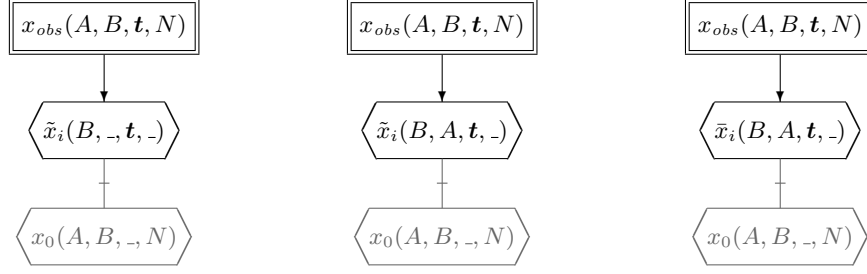 x_{obs}(A, B, 𝒕, N) x_{obs}(A, B, 𝒕, N) x_{obs}(A, B, 𝒕, N)
x̃_i(B, _, 𝒕, _) x̃_i(B, A, 𝒕, _) x̄_i(B, A, 𝒕, _)
x_0(A, B, _, N) x_0(A, B, _, N) x_0(A, B, _, N)